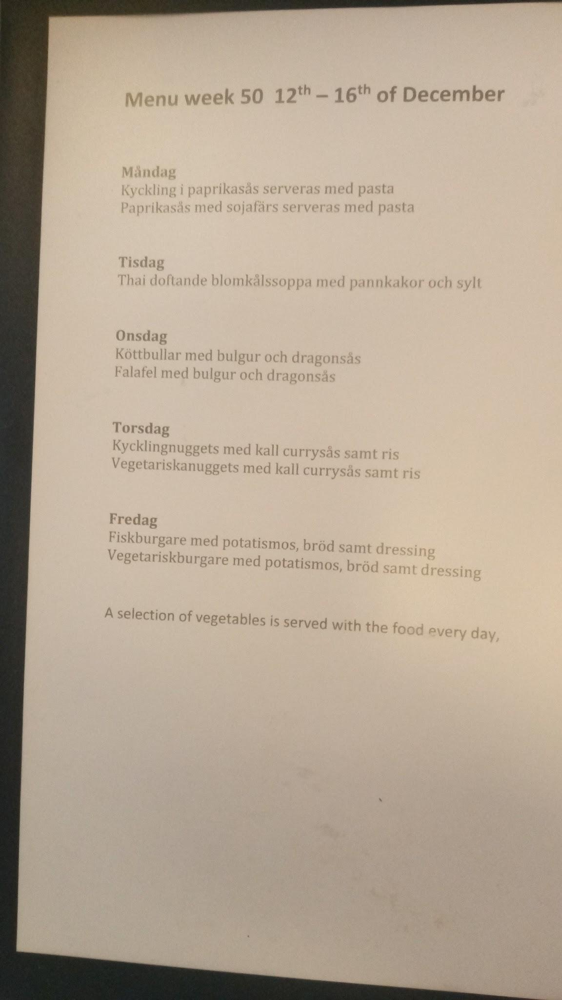 Menu week 50 12th – 16th of December
Måndag
Kyckling i paprikasås serveras med pasta
Paprikasås med sojafärs serveras med pasta
Tisdag
Thai doftande blomkålssoppa med pannkakor och sylt
Onsdag
Köttbullar med bulgur och dragonsås
Falafel med bulgur och dragonsås
Torsdag
Kycklingnuggets med kall currysås samt ris
Vegetariskanuggets med kall currysås samt ris
Fredag
Fiskburgare med potatismos, bröd samt dressing
Vegetariskburgare med potatismos, bröd samt dressing
A selection of vegetables is served with the food every day,